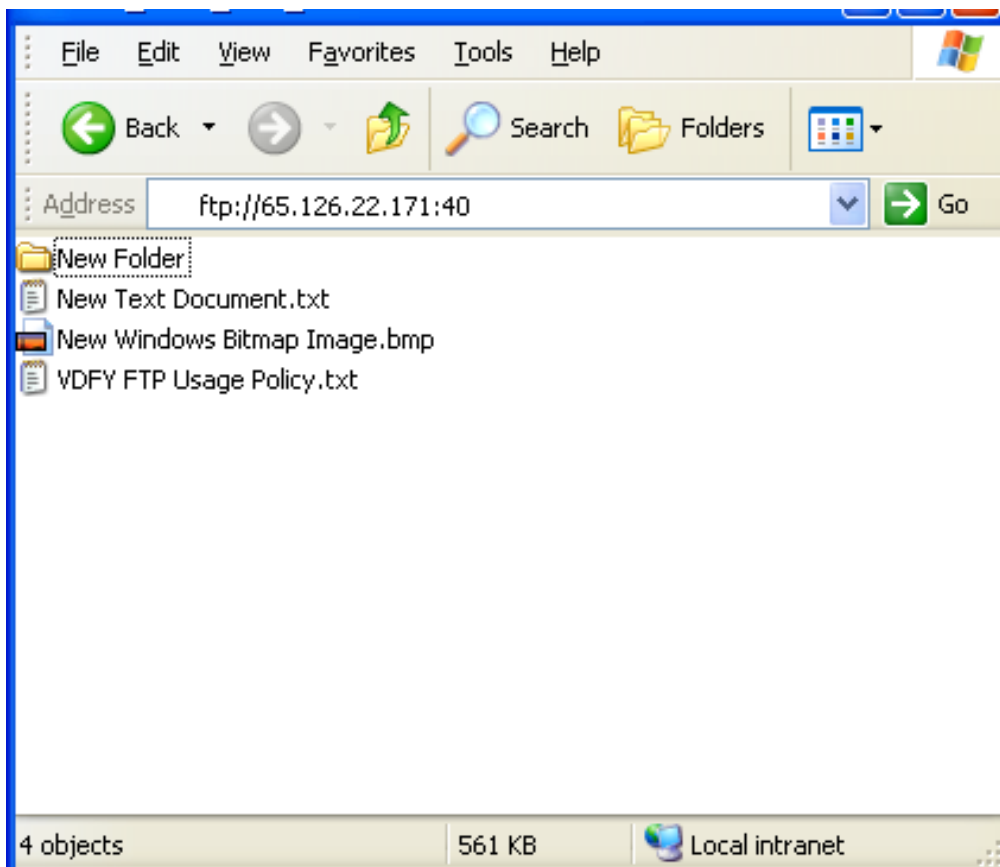 File Edit View Favorites Tools Help
Back Search Folders
Address ftp://65.126.22.171:40 Go
New Folder
New Text Document.txt
New Windows Bitmap Image.bmp
VDFY FTP Usage Policy.txt
4 objects 561 KB Local intranet